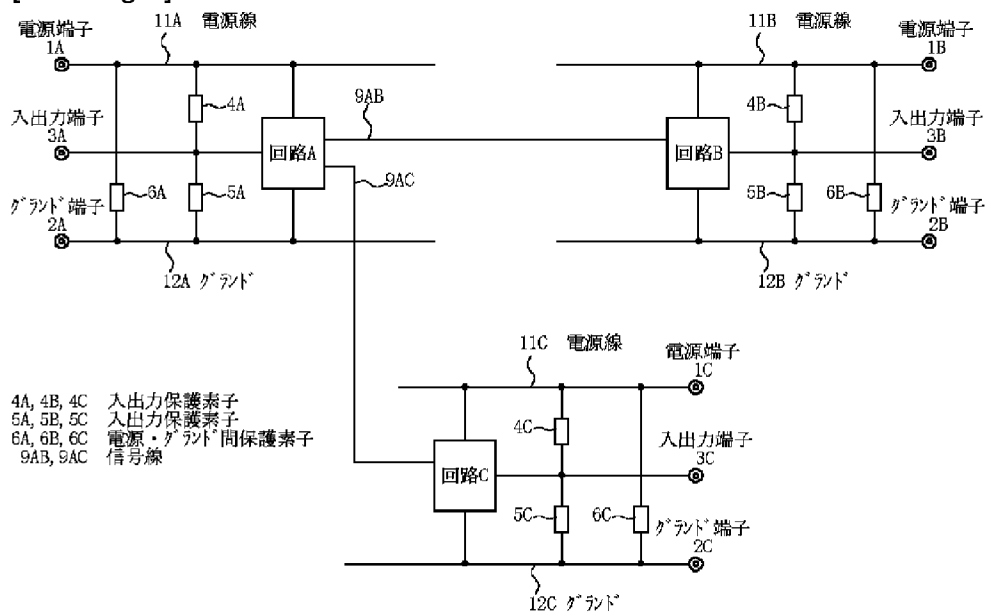 11A 電源線
電源端子
1A
11B 電源線
電源端子
1B
4A
9AB
4B
入出力端子
3A
回路A
回路B
入出力端子
3B
9AC
6A
5A
5B
6B
グランド端子
2A
グランド端子
2B
12A グランド
12B グランド
11C 電源線
電源端子
1C
4A, 4B, 4C 入出力保護素子
5A, 5B, 5C 入出力保護素子
6A, 6B, 6C 電源・グランド間保護素子
9AB, 9AC 信号線
4C
入出力端子
3C
回路C
5C
6C
グランド端子
2C
12C グランド